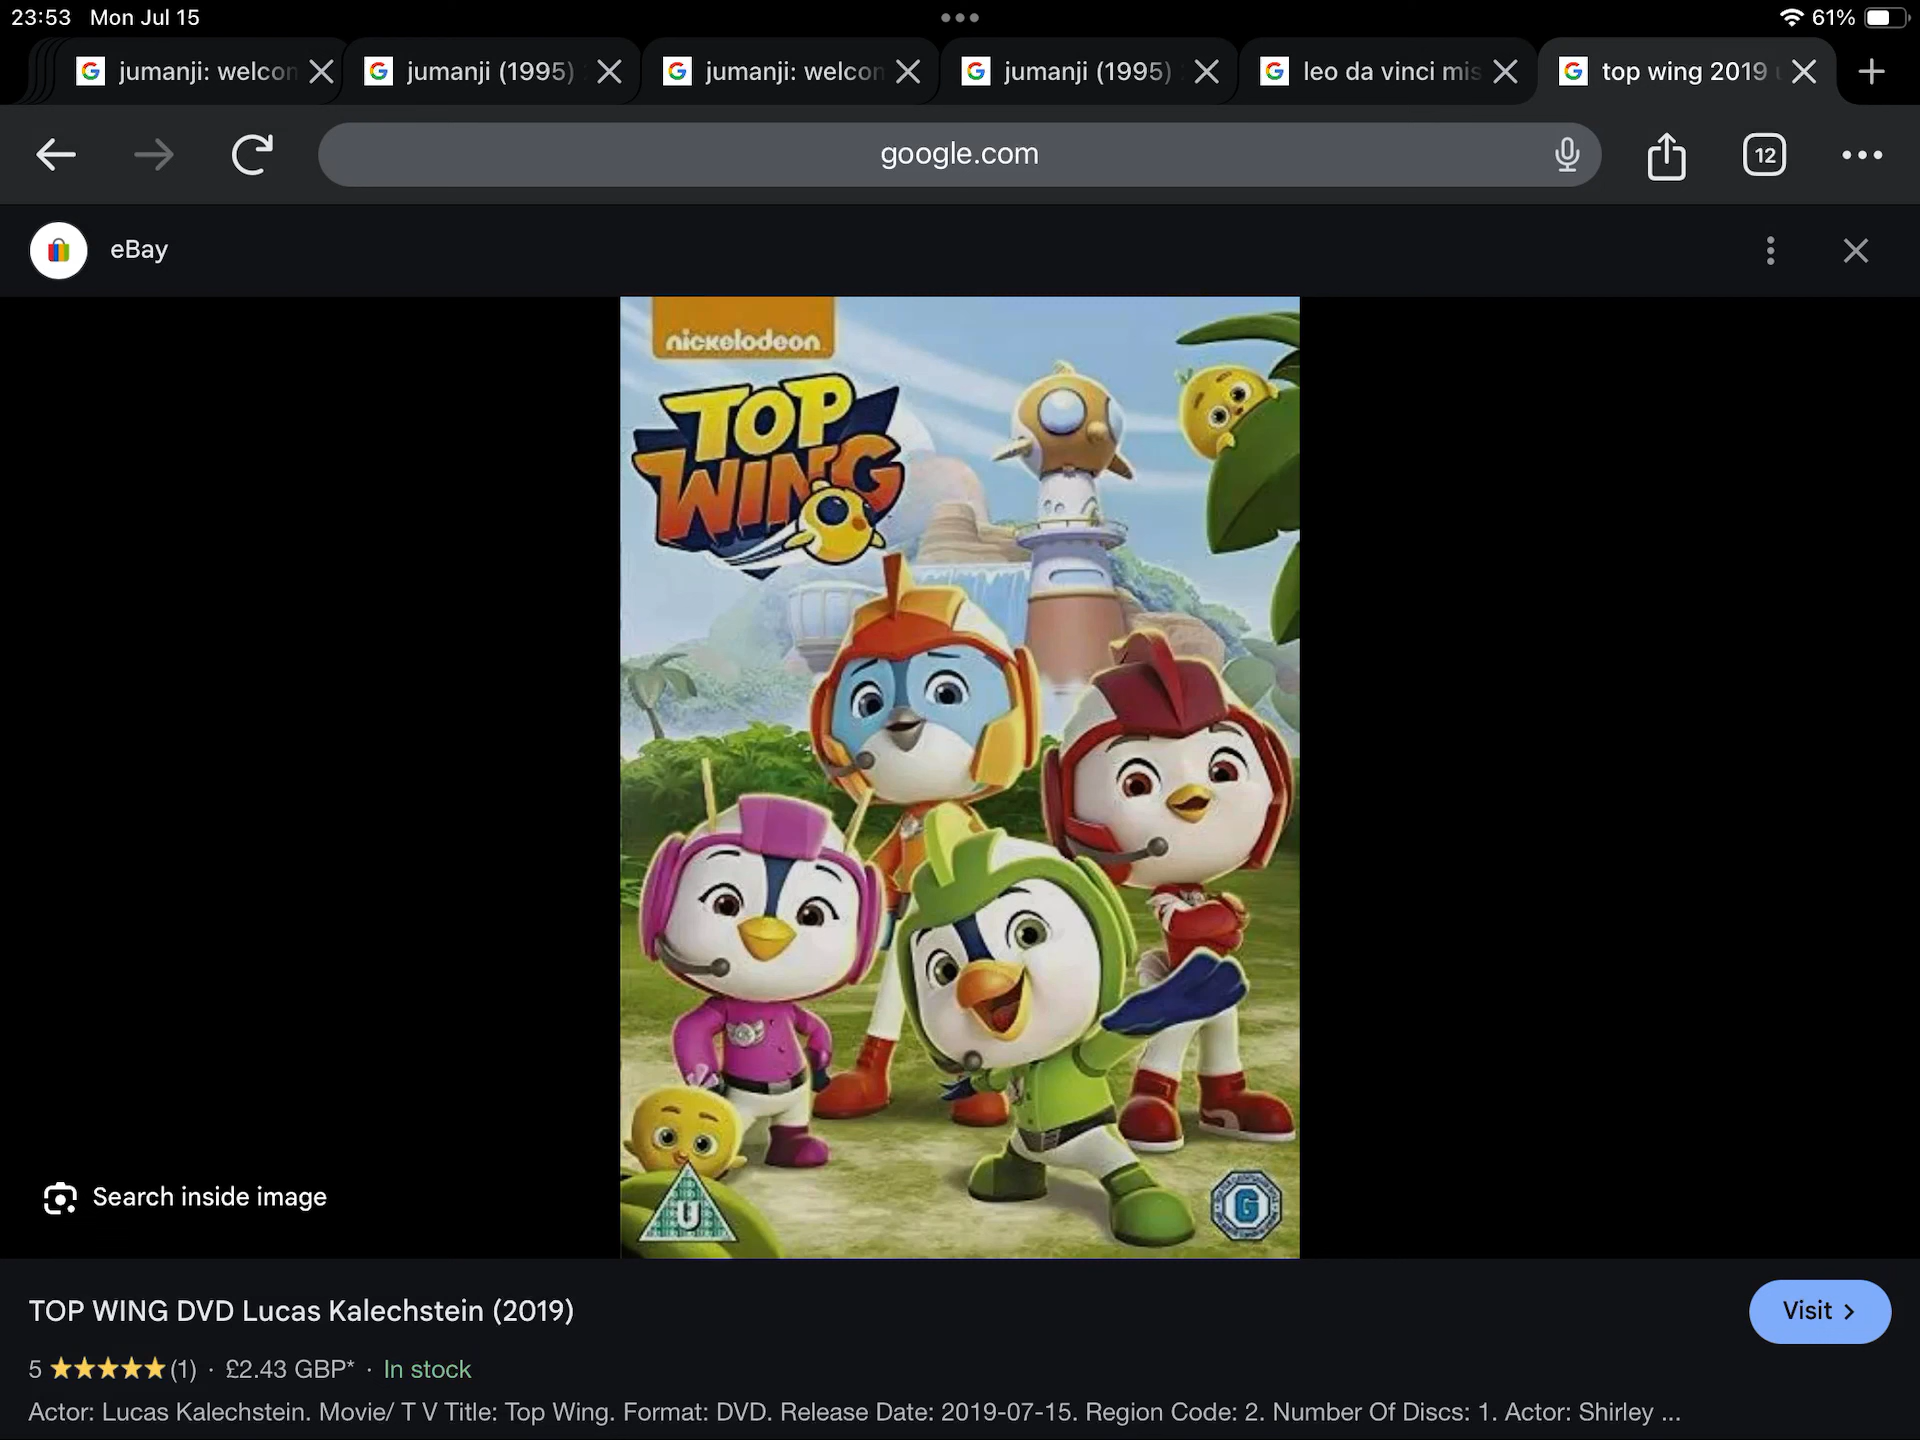 23:53 Mon Jul 15
61%
jumanji: welcon
jumanji (1995)
jumanji: welcon
jumanji (1995)
leo da vinci mis
top wing 2019
google.com
12
eBay
nickelodeon
TOP
WING
U
G
Search inside image
TOP WING DVD Lucas Kalechstein (2019)
Visit >
5 ★★★★★ (1) · £2.43 GBP* · In stock
Actor: Lucas Kalechstein. Movie/ T V Title: Top Wing. Format: DVD. Release Date: 2019-07-15. Region Code: 2. Number Of Discs: 1. Actor: Shirley ...